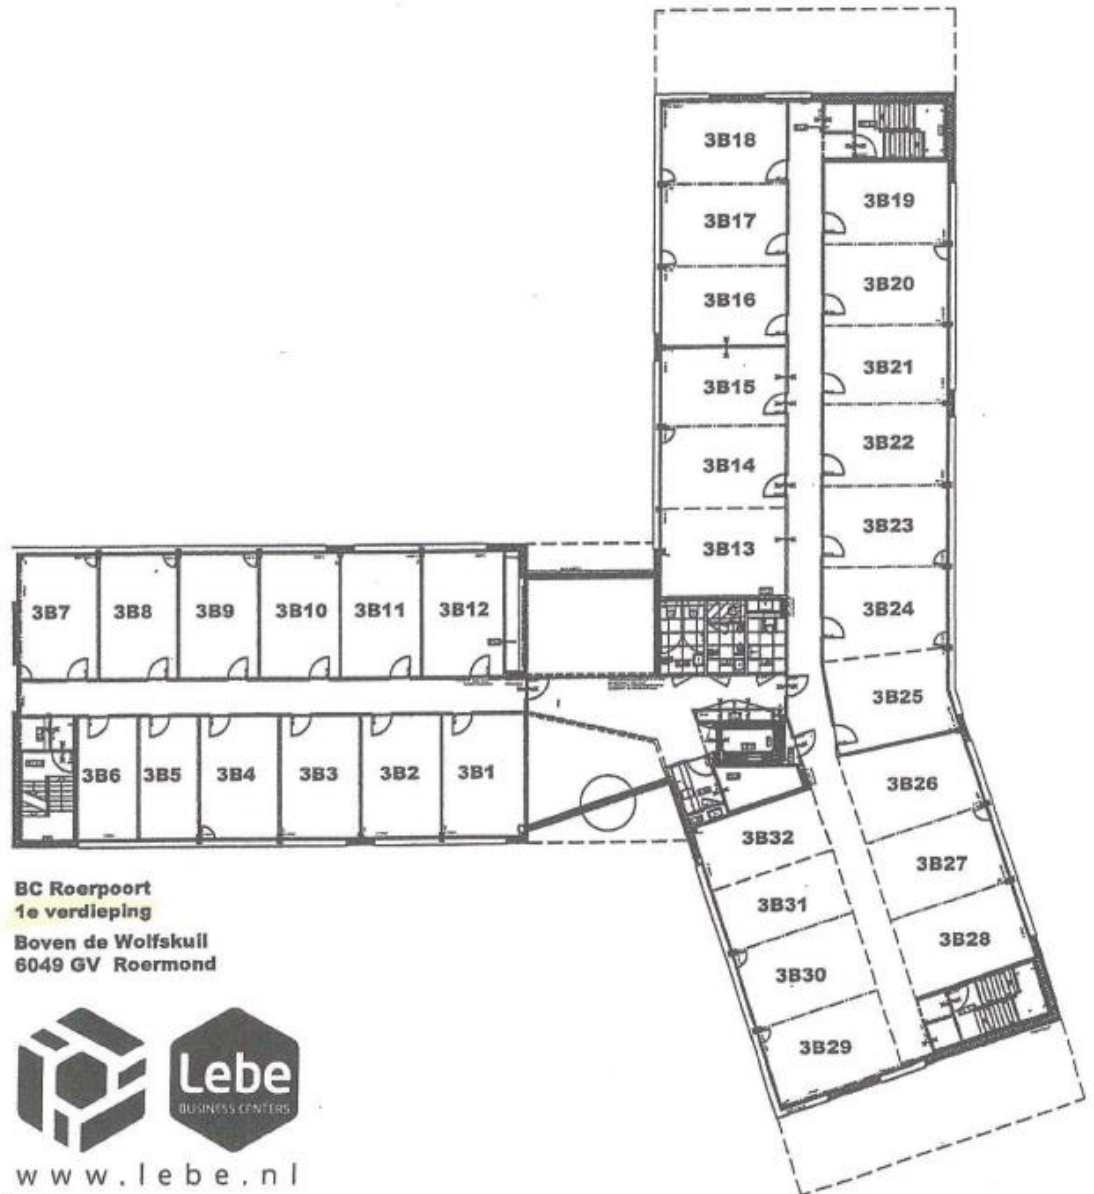 3B18
3B17
3B16
3B15
3B14
3B13
3B19
3B20
3B21
3B22
3B23
3B24
3B25
3B26
3B27
3B28
3B7
3B8
3B9
3B10
3B11
3B12
3B6
3B5
3B4
3B3
3B2
3B1
3B32
3B31
3B30
3B29
BC Roerpoort
1e verdieping
Boven de Wolfskuil
6049 GV Roermond
Lebe
BUSINESS CENTERS
www.lebe.nl